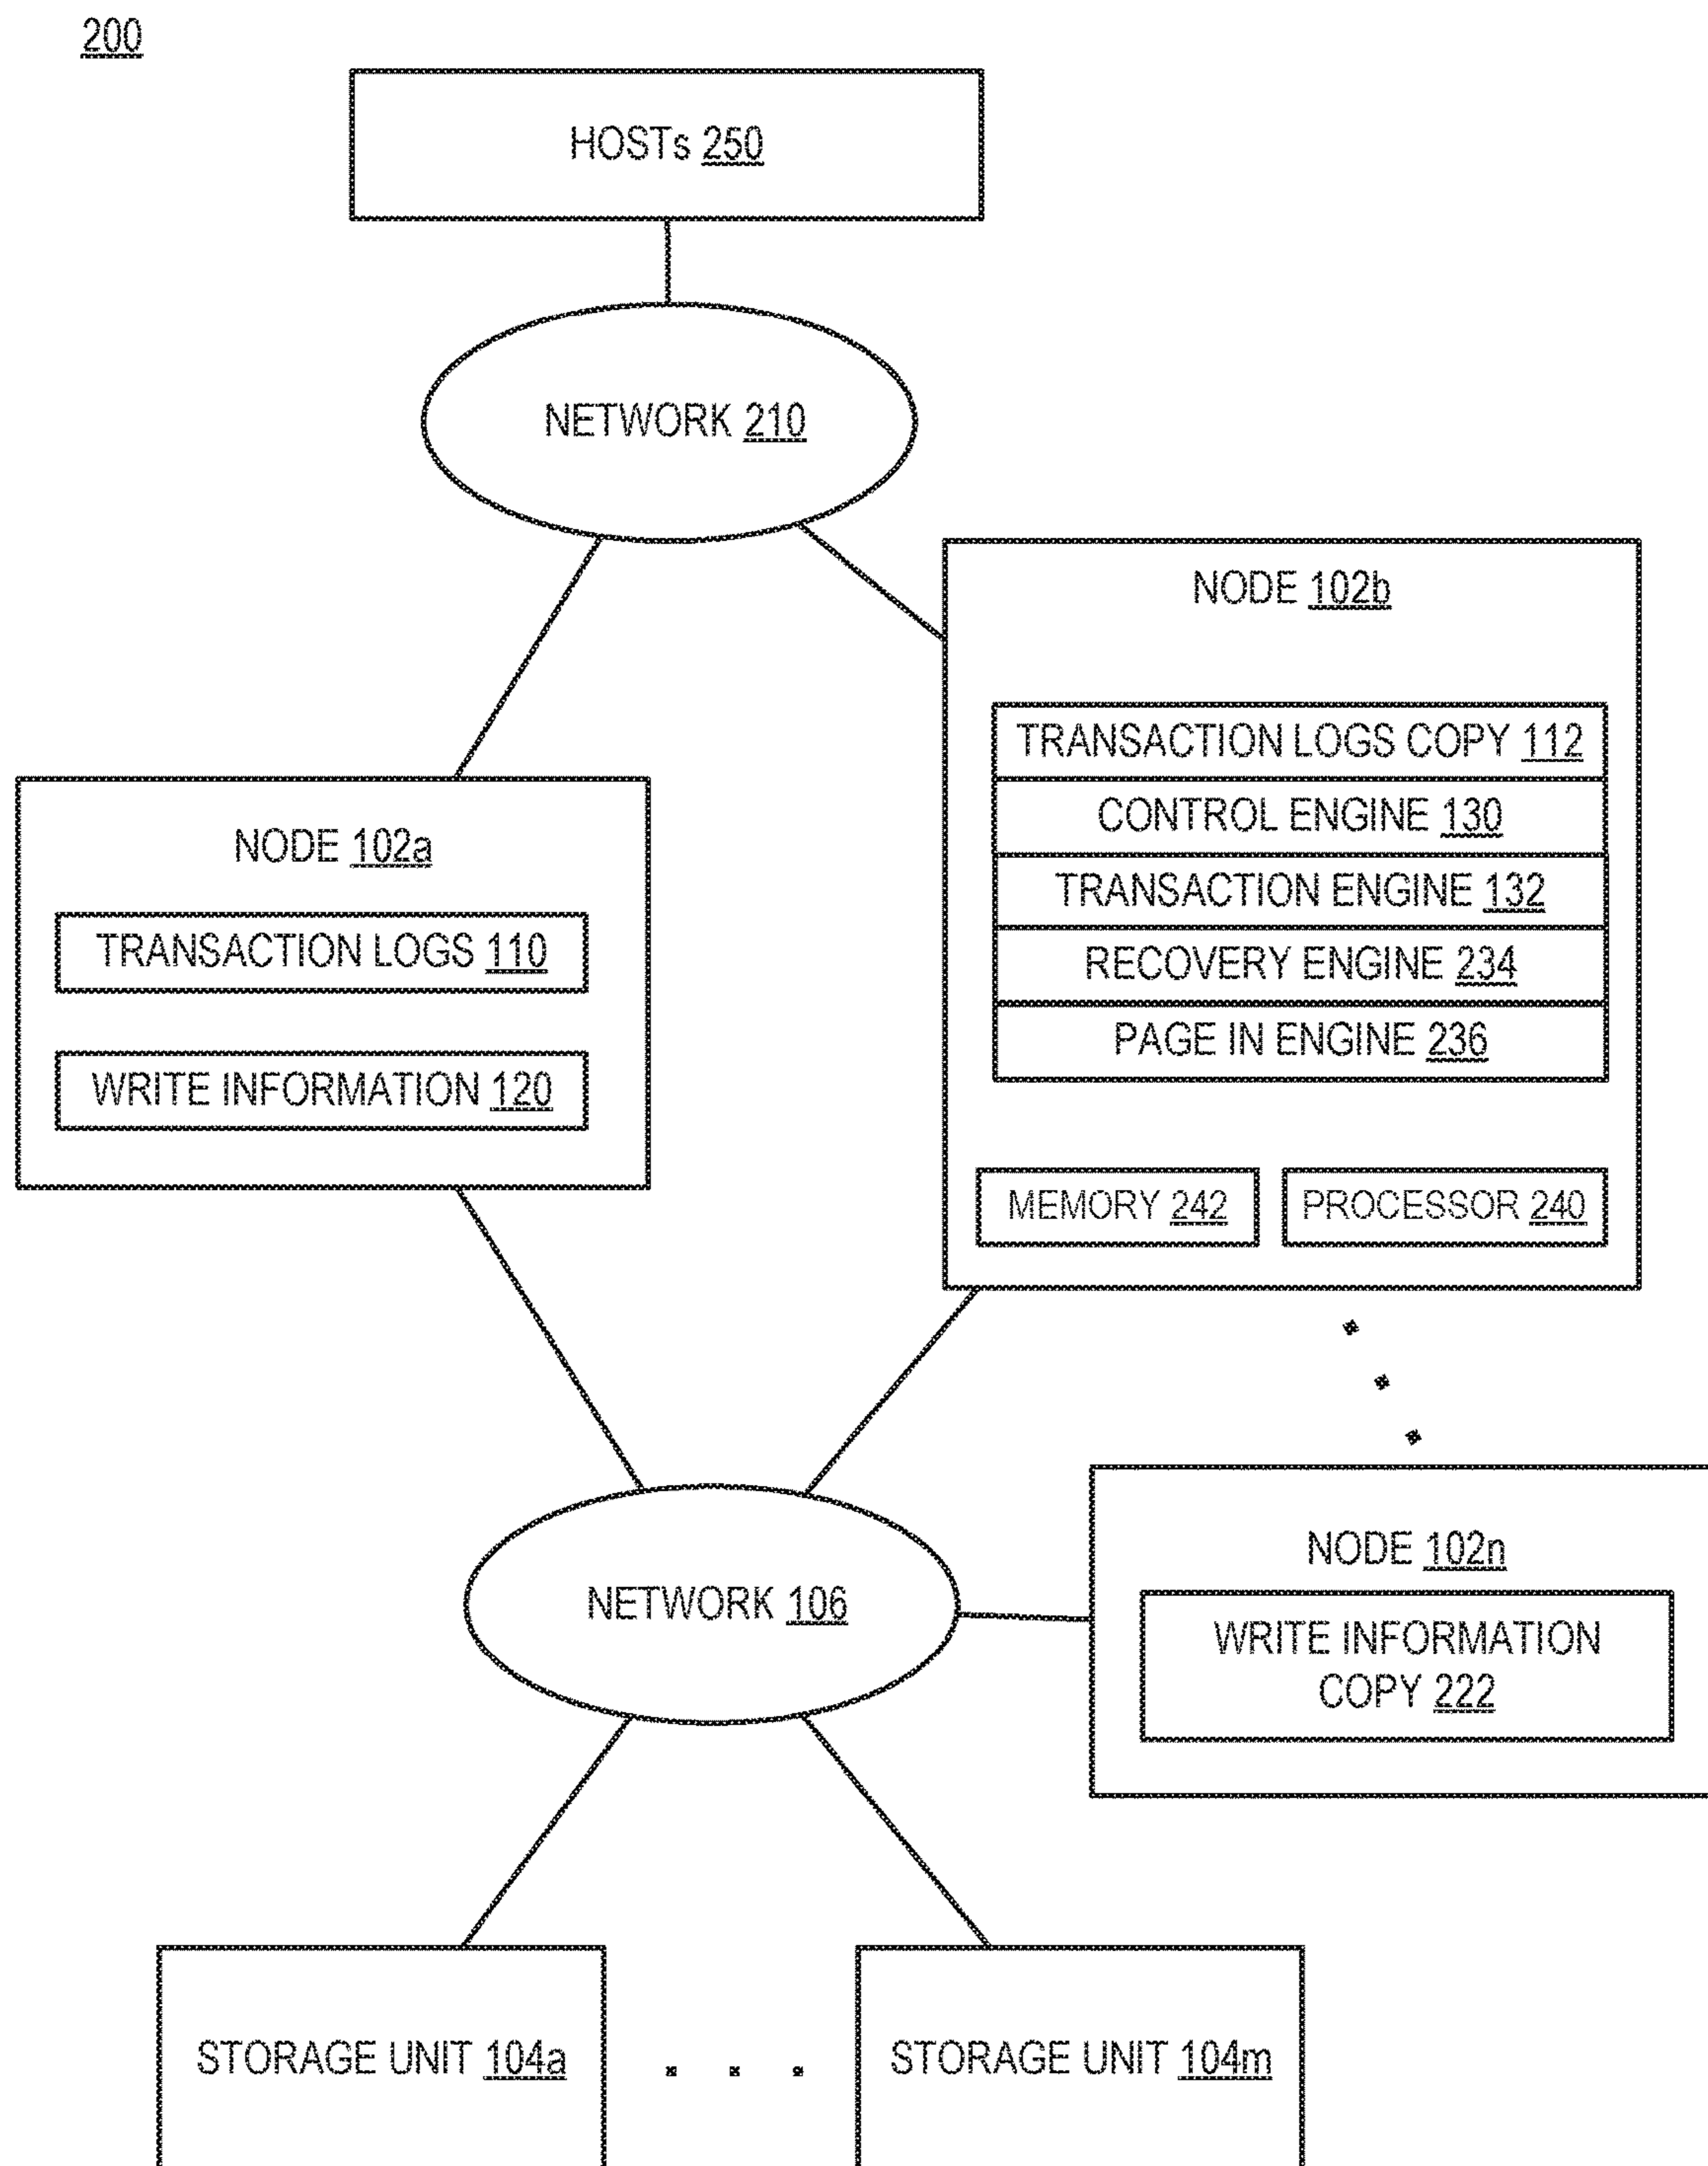 200
HOSTs 250
NETWORK 210
NODE 102b
TRANSACTION LOGS COPY 112
CONTROL ENGINE 130
TRANSACTION ENGINE 132
RECOVERY ENGINE 234
PAGE IN ENGINE 236
MEMORY 242
PROCESSOR 240
NODE 102a
TRANSACTION LOGS 110
WRITE INFORMATION 120
NETWORK 106
NODE 102n
WRITE INFORMATION
COPY 222
STORAGE UNIT 104a
STORAGE UNIT 104m